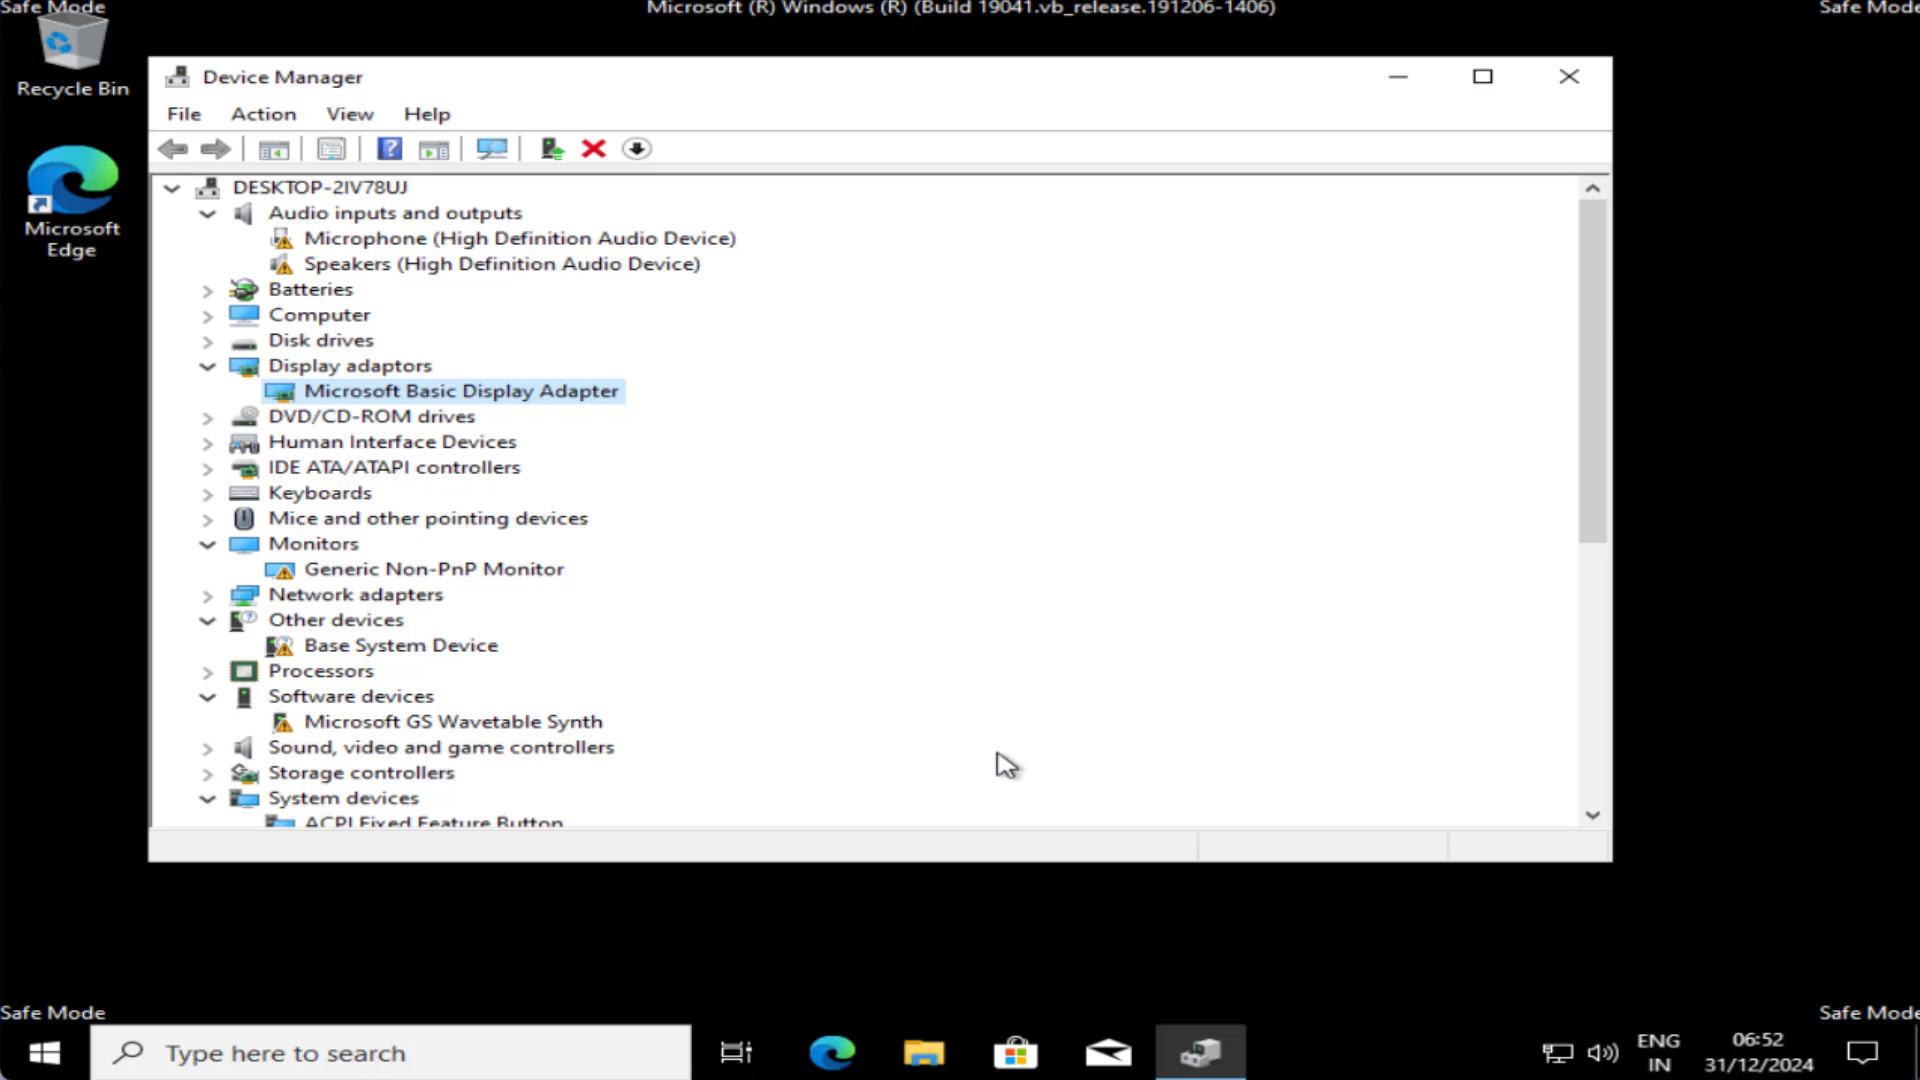 Safe Mode
Microsoft (R) Windows (R) (Build 19041.vb_release.191206-1406)
Safe Mode
Recycle Bin
Microsoft
Edge
Device Manager
File Action View Help
DESKTOP-2IV78UJ
Audio inputs and outputs
Microphone (High Definition Audio Device)
Speakers (High Definition Audio Device)
Batteries
Computer
Disk drives
Display adaptors
Microsoft Basic Display Adapter
DVD/CD-ROM drives
Human Interface Devices
IDE ATA/ATAPI controllers
Keyboards
Mice and other pointing devices
Monitors
Generic Non-PnP Monitor
Network adapters
Other devices
Base System Device
Processors
Software devices
Microsoft GS Wavetable Synth
Sound, video and game controllers
Storage controllers
System devices
ACPI Fixed Feature Button
Safe Mode
Safe Mode
Type here to search
ENG
IN
06:52
31/12/2024